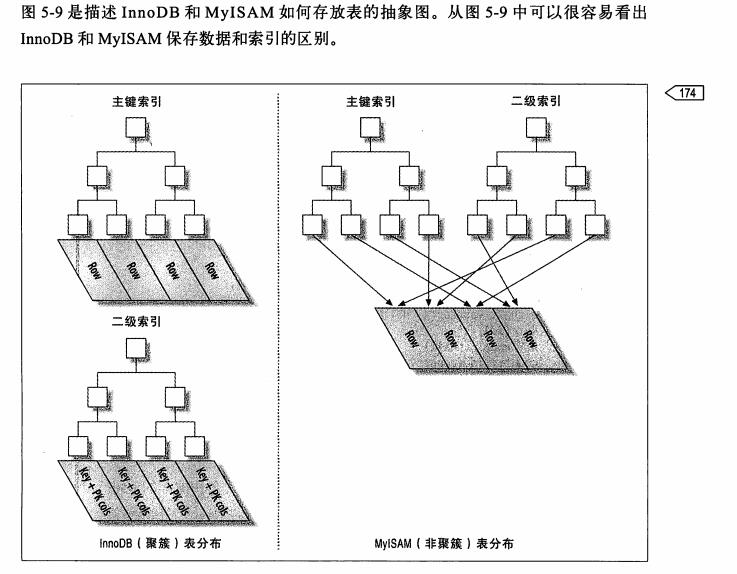 图 5-9 是描述 InnoDB 和 MyISAM 如何存放表的抽象图。从图 5-9 中可以很容易看出
InnoDB 和 MyISAM 保存数据和索引的区别。
174
主键索引
Row
Row
Row
Row
二级索引
Key + PK cols
Key + PK cols
Key + PK cols
Key + PK cols
InnoDB（聚簇）表分布
主键索引
二级索引
Row
Row
Row
Row
MyISAM（非聚簇）表分布